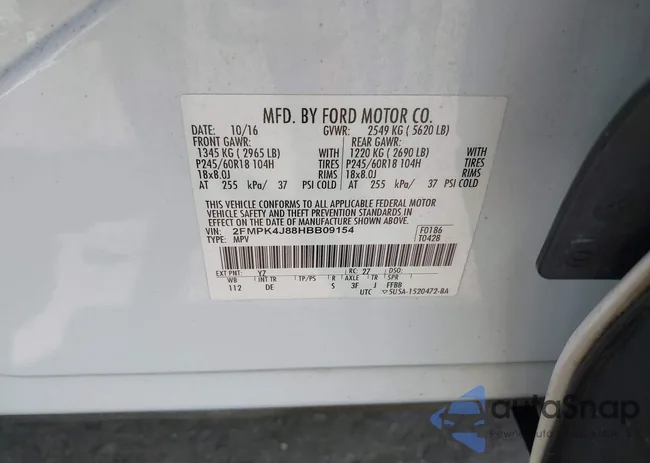 MFD. BY FORD MOTOR CO.
DATE: 10/16 GVWR: 2549 KG ( 5620 LB)
FRONT GAWR: REAR GAWR:
1345 KG ( 2965 LB) WITH 1220 KG ( 2690 LB) WITH
P245/60R18 104H TIRES P245/60R18 104H TIRES
18x8.0J RIMS 18x8.0J RIMS
AT 255 kPa/ 37 PSI COLD AT 255 kPa/ 37 PSI COLD
THIS VEHICLE CONFORMS TO ALL APPLICABLE FEDERAL MOTOR
VEHICLE SAFETY AND THEFT PREVENTION STANDARDS IN
EFFECT ON THE DATE OF MANUFACTURE SHOWN ABOVE.
VIN: 2FMPK4J88HBB09154 F0186
TYPE: MPV T0428
EXT PNT: YZ RC: 27 DSO:
WB INT TR TP/PS R AXLE TR SPR
112 DE S 3F J FFBB
UTC ▽5U5A-1520472-BA
autoSnap